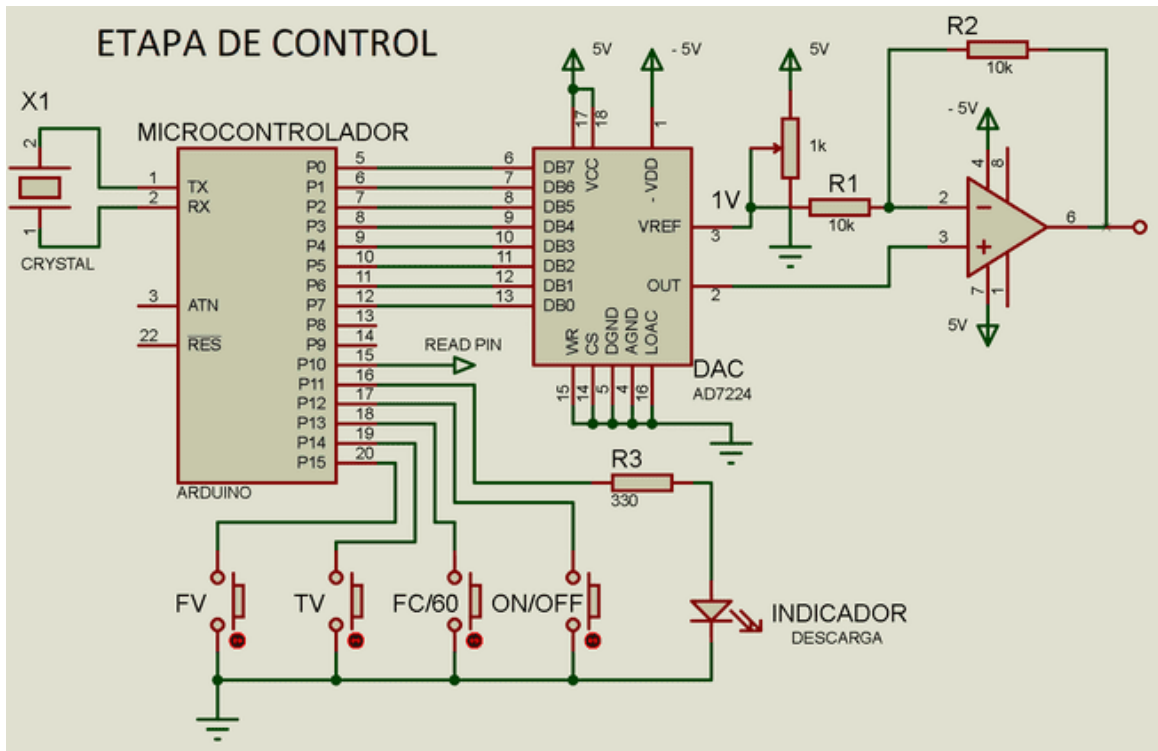 ETAPA DE CONTROL
X1
2
1
CRYSTAL
MICROCONTROLADOR
1 TX
2 RX
3 ATN
22 RES
P0 5
P1 6
P2 7
P3 8
P4 9
P5 10
P6 11
P7 12
P8 13
P9 14
P10 15
P11 16
P12 17
P13 18
P14 19
P15 20
ARDUINO
READ PIN
5V
- 5V
17
18
1
VCC
- VDD
6 DB7
7 DB6
8 DB5
9 DB4
10 DB3
11 DB2
12 DB1
13 DB0
VREF 3
OUT 2
WR
CS
DGND
AGND
LOAC
15
14
5
4
16
DAC
AD7224
5V
1k
1V
R1
10k
R2
10k
- 5V
4
8
2
3
6
7
1
5V
R3
330
FV
TV
FC/60
ON/OFF
INDICADOR
DESCARGA